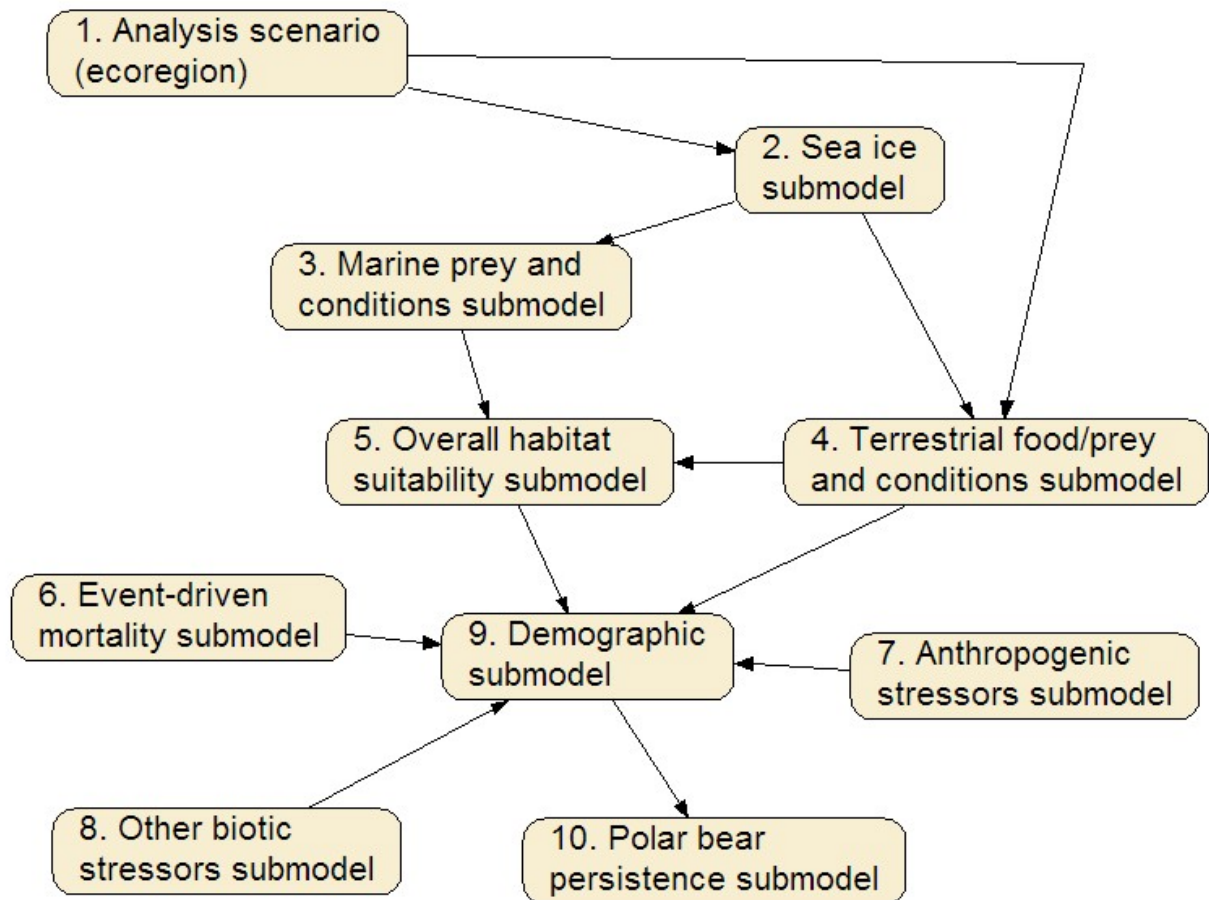 1. Analysis scenario
(ecoregion)
2. Sea ice
submodel
3. Marine prey and
conditions submodel
5. Overall habitat
suitability submodel
4. Terrestrial food/prey
and conditions submodel
6. Event-driven
mortality submodel
9. Demographic
submodel
7. Anthropogenic
stressors submodel
8. Other biotic
stressors submodel
10. Polar bear
persistence submodel